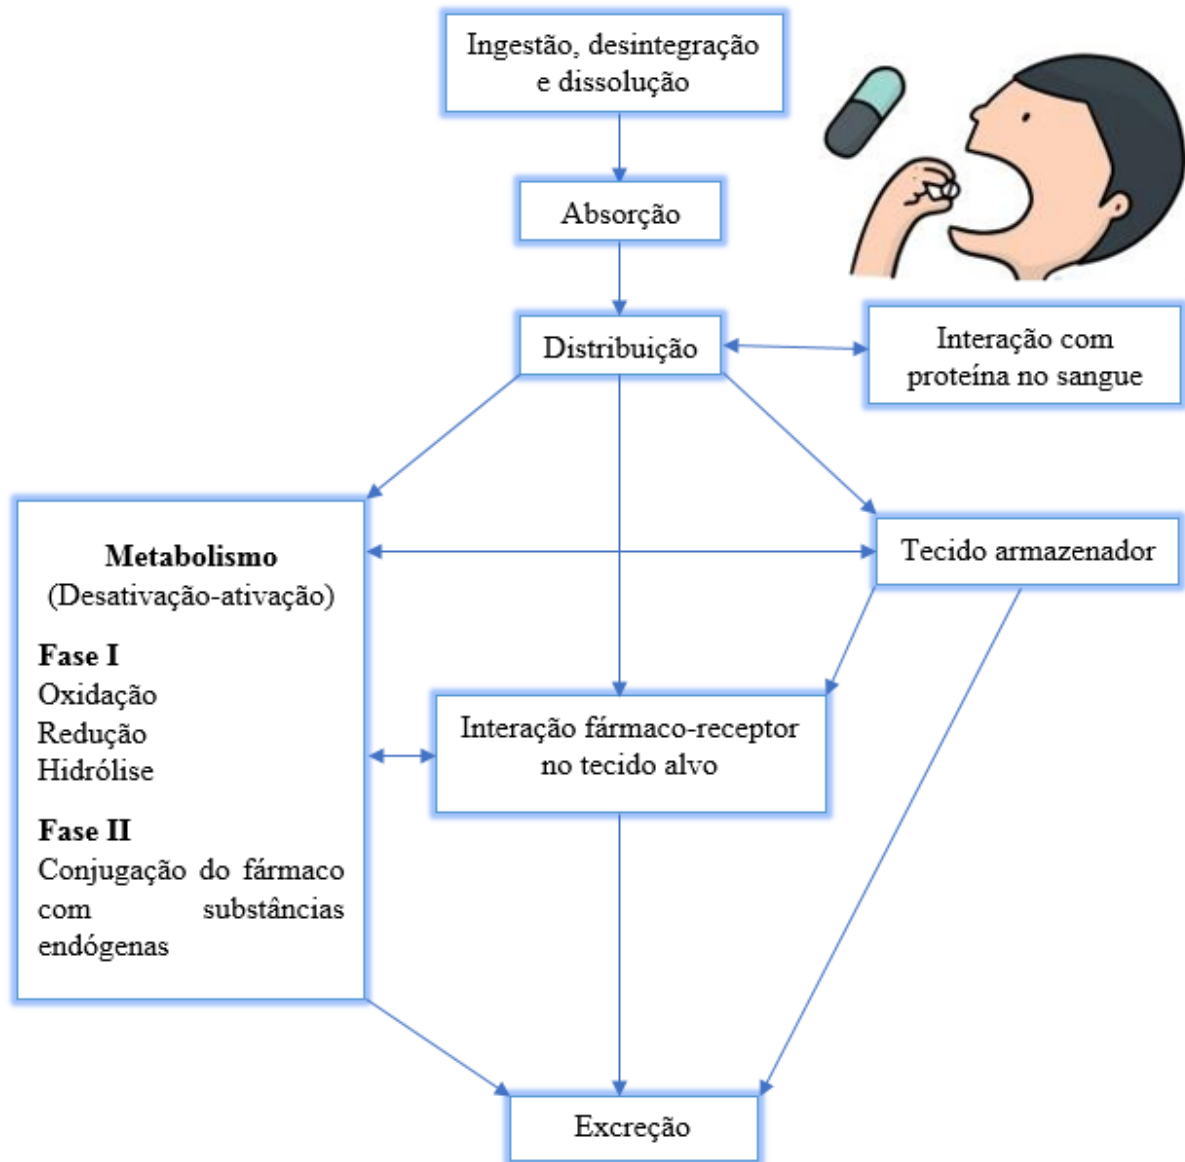 Ingestão, desintegração
e dissolução
Absorção
Distribuição
Interação com
proteína no sangue
Metabolismo
(Desativação-ativação)
Fase I
Oxidação
Redução
Hidrólise
Fase II
Conjugação do fármaco
com substâncias
endógenas
Tecido armazenador
Interação fármaco-receptor
no tecido alvo
Excreção